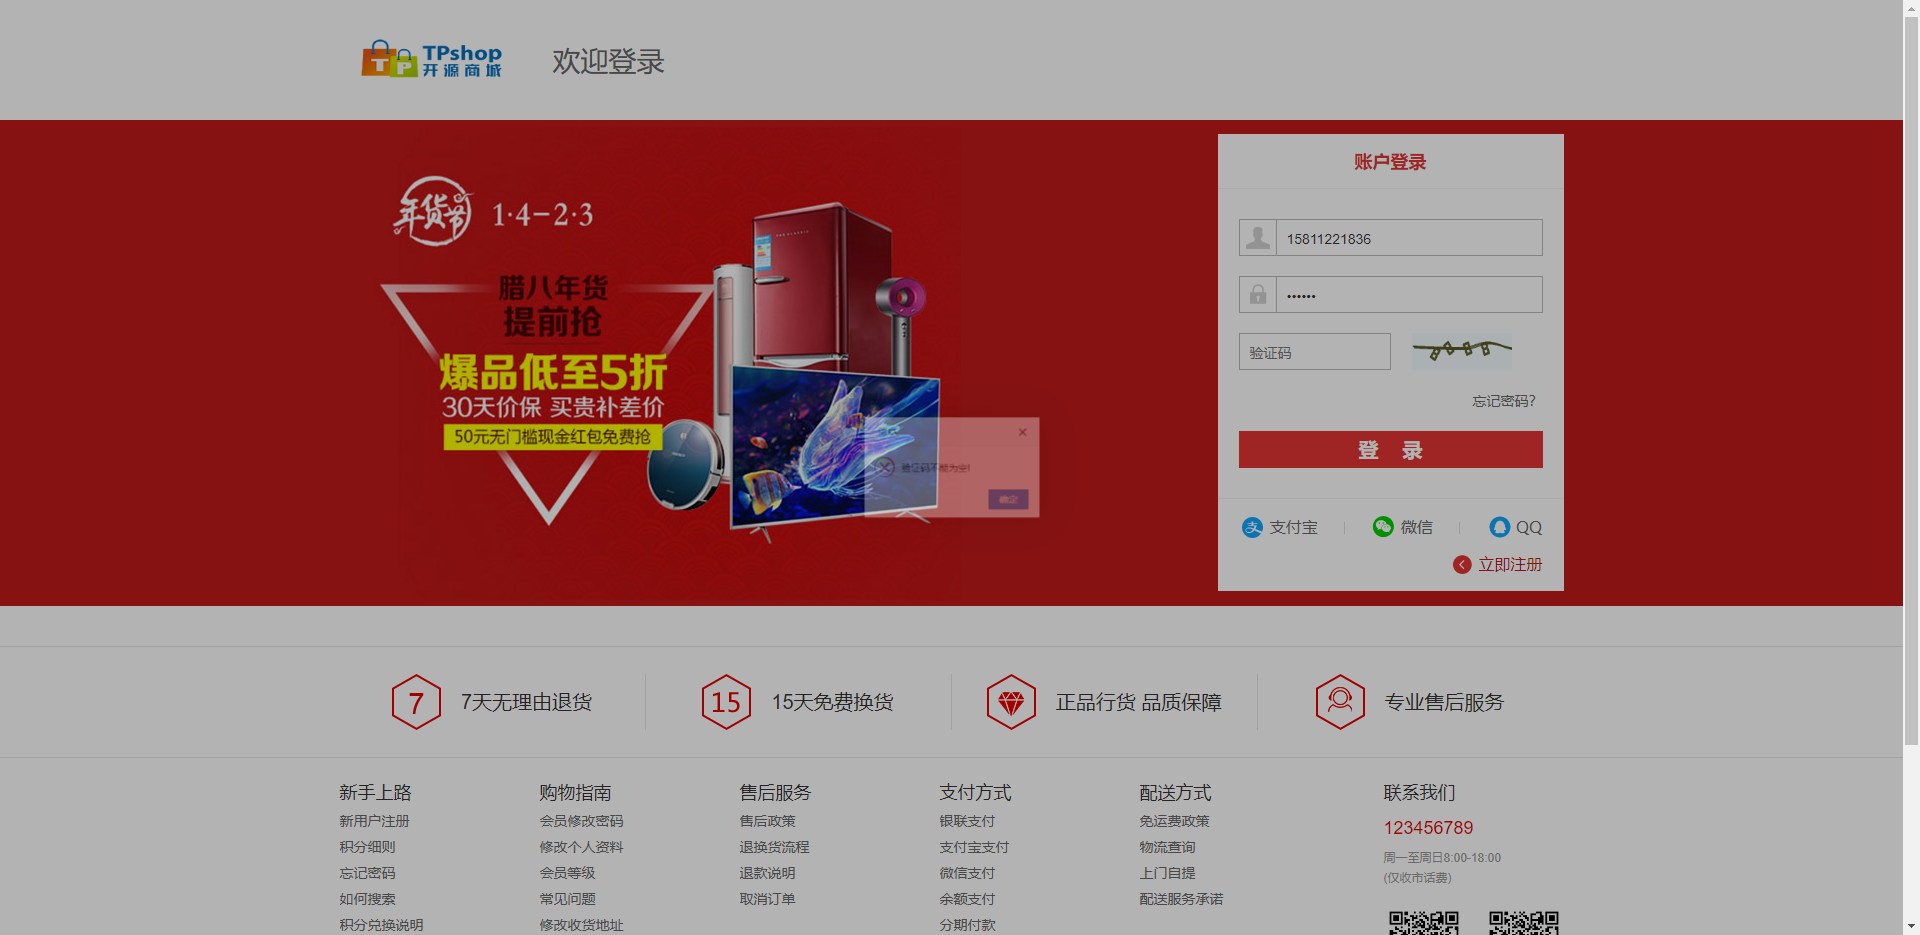 TPshop
开源商城
欢迎登录
年货节
1·4-2·3
腊八年货
提前抢
爆品低至5折
30天价保 买贵补差价
50元无门槛现金红包免费抢
账户登录
15811221836
••••••
验证码
忘记密码?
登 录
支付宝
微信
QQ
立即注册
×
验证码不能为空!
确定
7
7天无理由退货
15
15天免费换货
正品行货 品质保障
专业售后服务
新手上路
新用户注册
积分细则
忘记密码
如何搜索
积分兑换说明
购物指南
会员修改密码
修改个人资料
会员等级
常见问题
修改收货地址
售后服务
售后政策
退换货流程
退款说明
取消订单
支付方式
银联支付
支付宝支付
微信支付
余额支付
分期付款
配送方式
免运费政策
物流查询
上门自提
配送服务承诺
联系我们
123456789
周一至周日8:00-18:00
(仅收市话费)